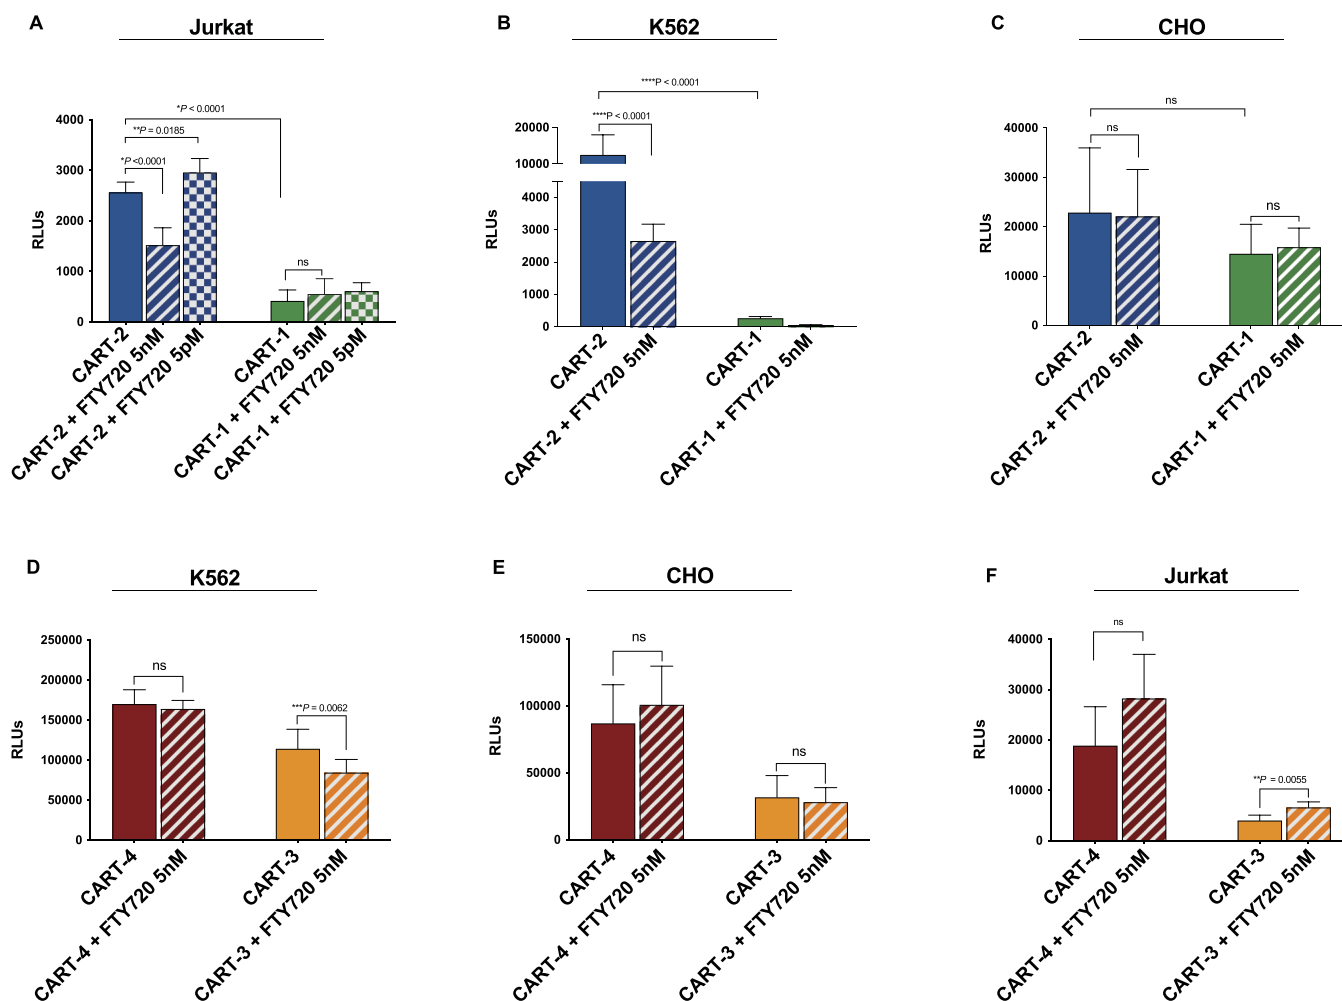 A
Jurkat
*P < 0.0001
**P = 0.0185
*P <0.0001
ns
RLUs
4000
3000
2000
1000
0
CART-2
CART-2 + FTY720 5nM
CART-2 + FTY720 5pM
CART-1
CART-1 + FTY720 5nM
CART-1 + FTY720 5pM
B
K562
****P < 0.0001
****P < 0.0001
RLUs
20000
10000
4000
3000
2000
1000
0
CART-2
CART-2 + FTY720 5nM
CART-1
CART-1 + FTY720 5nM
C
CHO
ns
ns
ns
RLUs
40000
30000
20000
10000
0
CART-2
CART-2 + FTY720 5nM
CART-1
CART-1 + FTY720 5nM
D
K562
ns
***P = 0.0062
RLUs
250000
200000
150000
100000
50000
0
CART-4
CART-4 + FTY720 5nM
CART-3
CART-3 + FTY720 5nM
E
CHO
ns
ns
RLUs
150000
100000
50000
0
CART-4
CART-4 + FTY720 5nM
CART-3
CART-3 + FTY720 5nM
F
Jurkat
ns
**P = 0.0055
RLUs
40000
30000
20000
10000
0
CART-4
CART-4 + FTY720 5nM
CART-3
CART-3 + FTY720 5nM